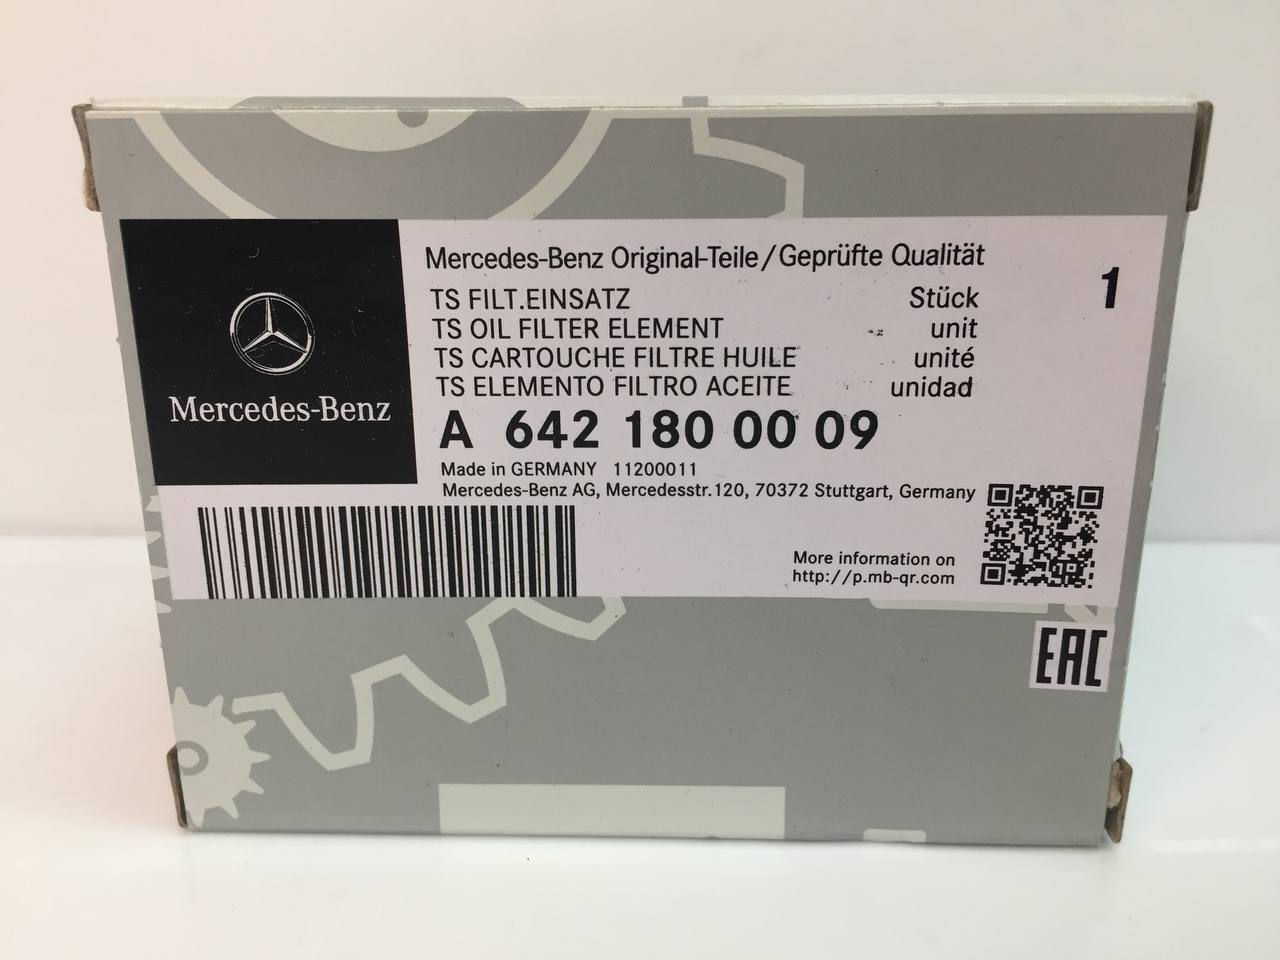 Mercedes-Benz
Mercedes-Benz Original-Teile/Geprüfte Qualität
TS FILT.EINSATZ Stück 1
TS OIL FILTER ELEMENT unit
TS CARTOUCHE FILTRE HUILE unité
TS ELEMENTO FILTRO ACEITE unidad
A 642 180 00 09
Made in GERMANY 11200011
Mercedes-Benz AG, Mercedesstr.120, 70372 Stuttgart, Germany
More information on
http://p.mb-qr.com
EAC